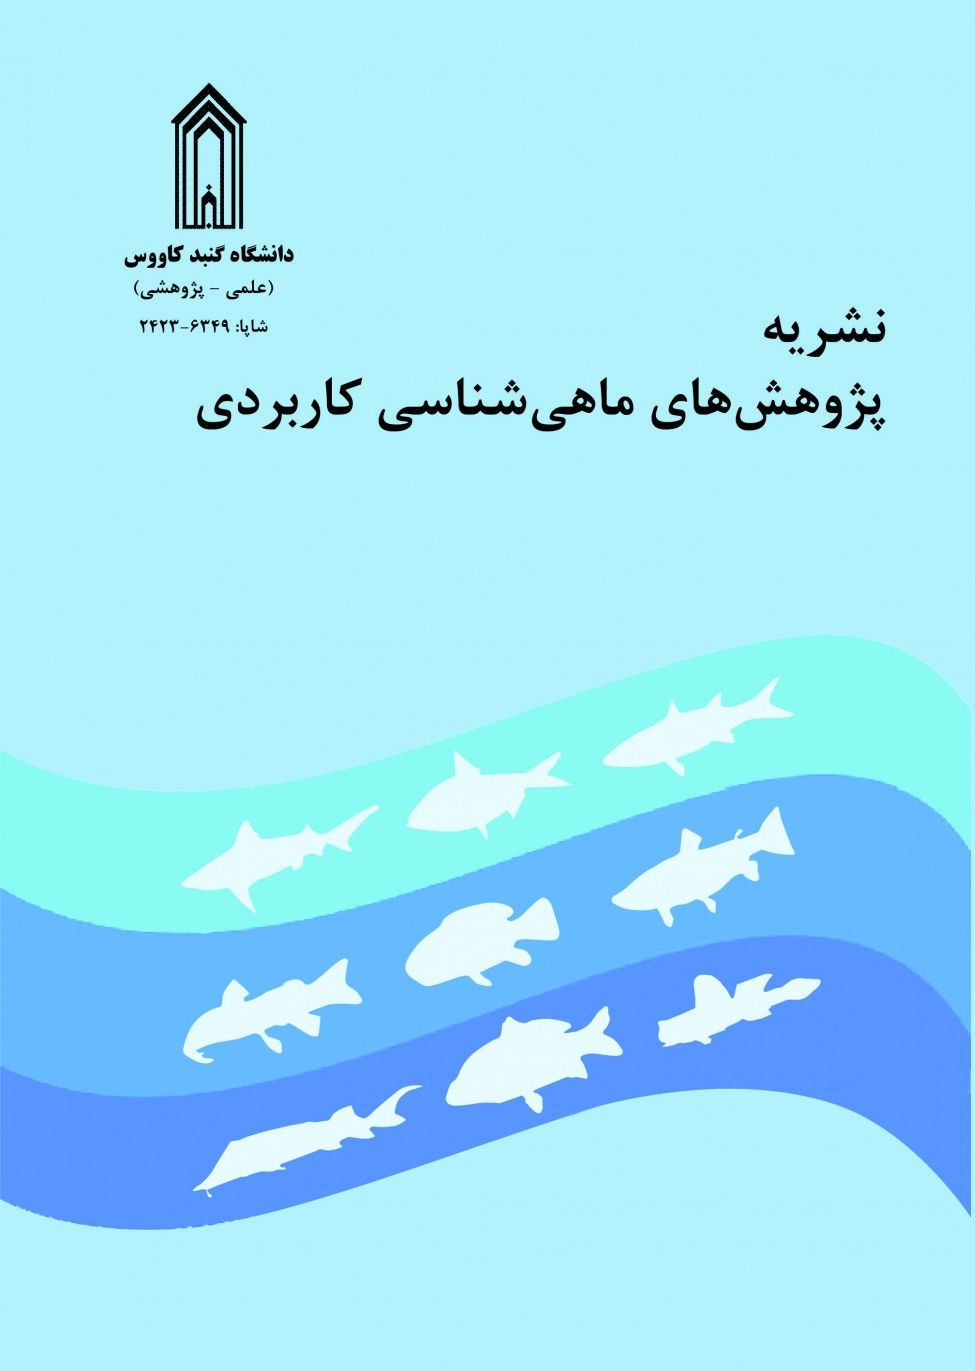 دانشگاه گنبد کاووس
(علمی - پژوهشی)
شاپا: ۶۳۴۹-۲۴۲۳
نشریه
پژوهش‌های ماهی‌شناسی کاربردی